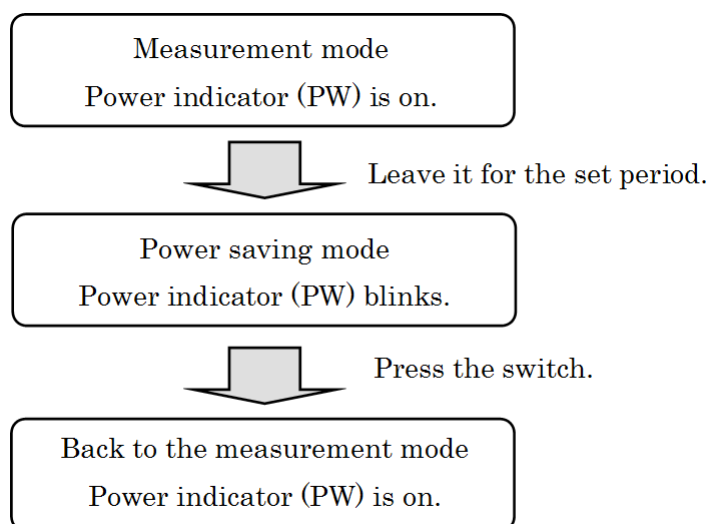 Measurement mode
Power indicator (PW) is on.
Leave it for the set period.
Power saving mode
Power indicator (PW) blinks.
Press the switch.
Back to the measurement mode
Power indicator (PW) is on.